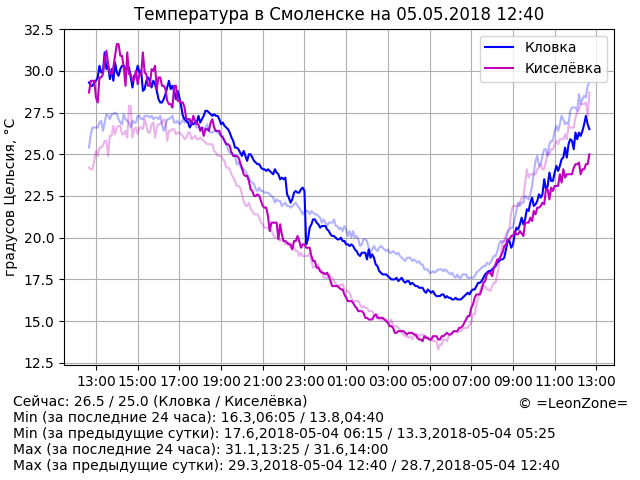 Температура в Смоленске на 05.05.2018 12:40
градусов Цельсия, °C
32.5
30.0
27.5
25.0
22.5
20.0
17.5
15.0
12.5
Кловка
Киселёвка
13:00 15:00 17:00 19:00 21:00 23:00 01:00 03:00 05:00 07:00 09:00 11:00 13:00
Сейчас: 26.5 / 25.0 (Кловка / Киселёвка)
© =LeonZone=
Min (за последние 24 часа): 16.3,06:05 / 13.8,04:40
Min (за предыдущие сутки): 17.6,2018-05-04 06:15 / 13.3,2018-05-04 05:25
Max (за последние 24 часа): 31.1,13:25 / 31.6,14:00
Max (за предыдущие сутки): 29.3,2018-05-04 12:40 / 28.7,2018-05-04 12:40